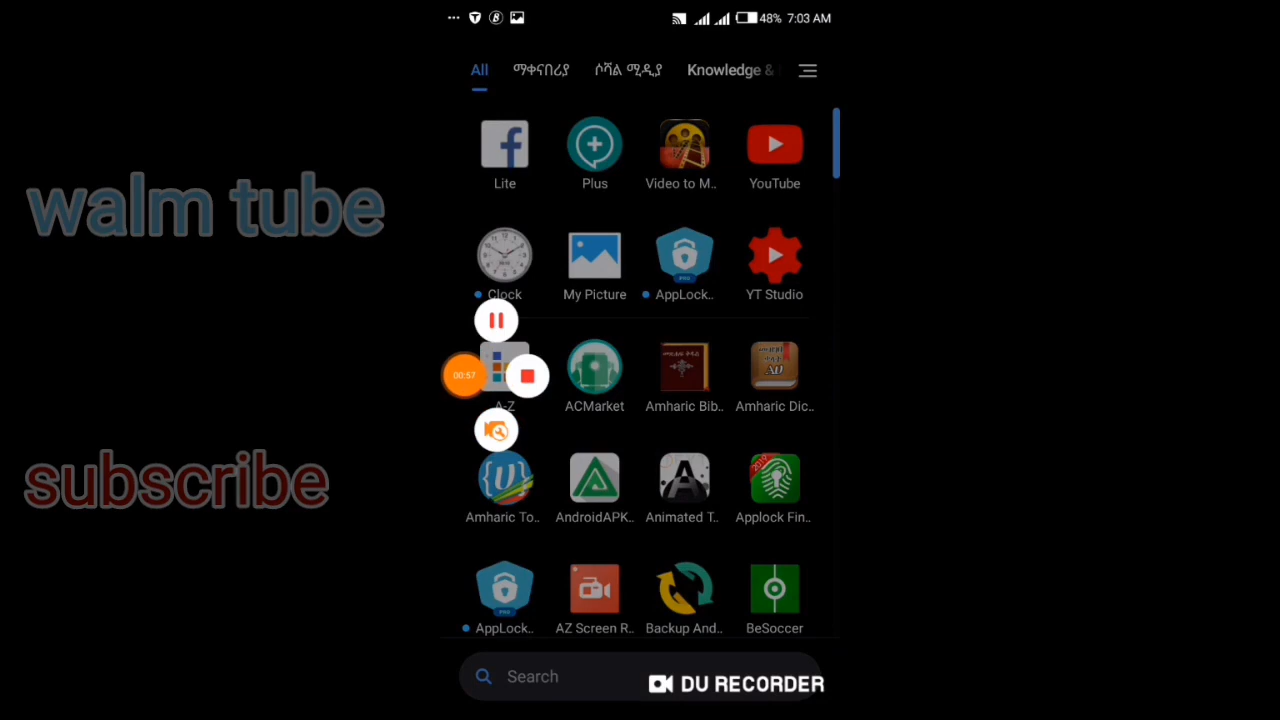 48% 7:03 AM
All ማቀናበሪያ ሶሻል ሚዲያ Knowledge &
walm tube
Lite Plus Video to M.. YouTube
Clock My Picture AppLock.. YT Studio
00:57
A-Z ACMarket Amharic Bib.. Amharic Dic..
subscribe
Amharic To.. AndroidAPK.. Animated T.. Applock Fin..
AppLock.. AZ Screen R.. Backup And.. BeSoccer
Search
DU RECORDER